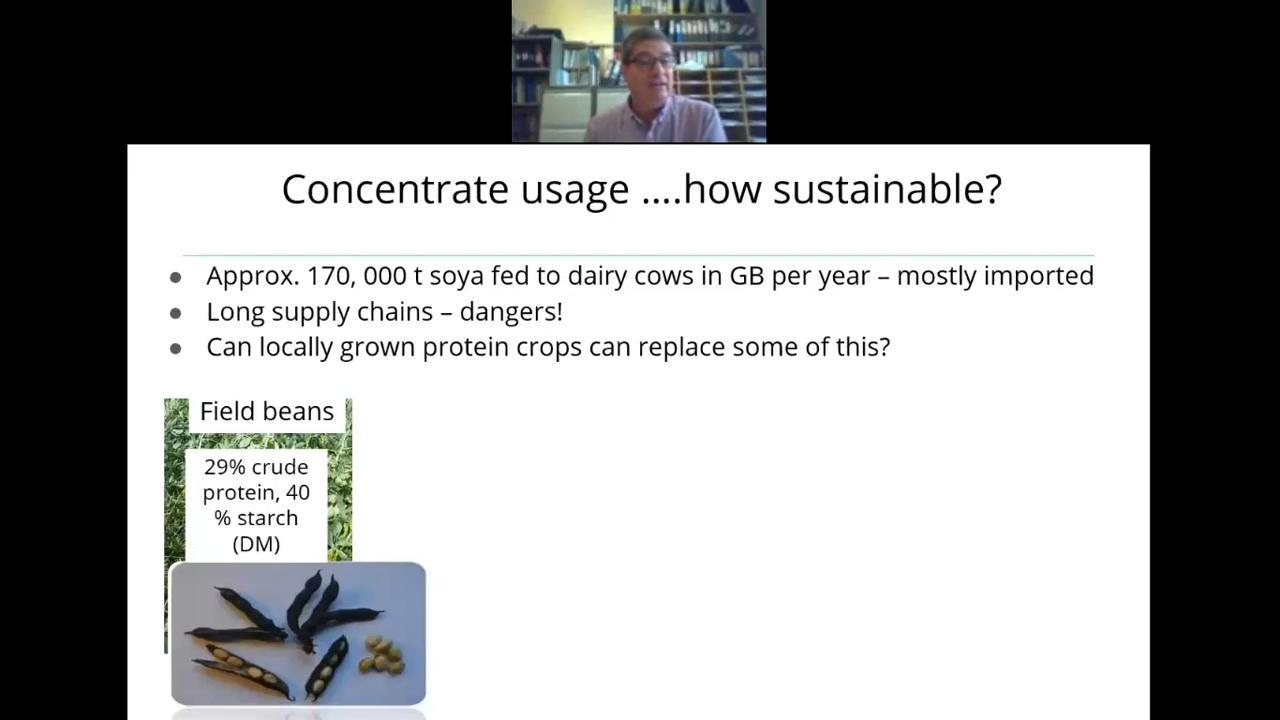 Concentrate usage ....how sustainable?
● Approx. 170, 000 t soya fed to dairy cows in GB per year – mostly imported
● Long supply chains – dangers!
● Can locally grown protein crops can replace some of this?
Field beans
29% crude
protein, 40
% starch
(DM)